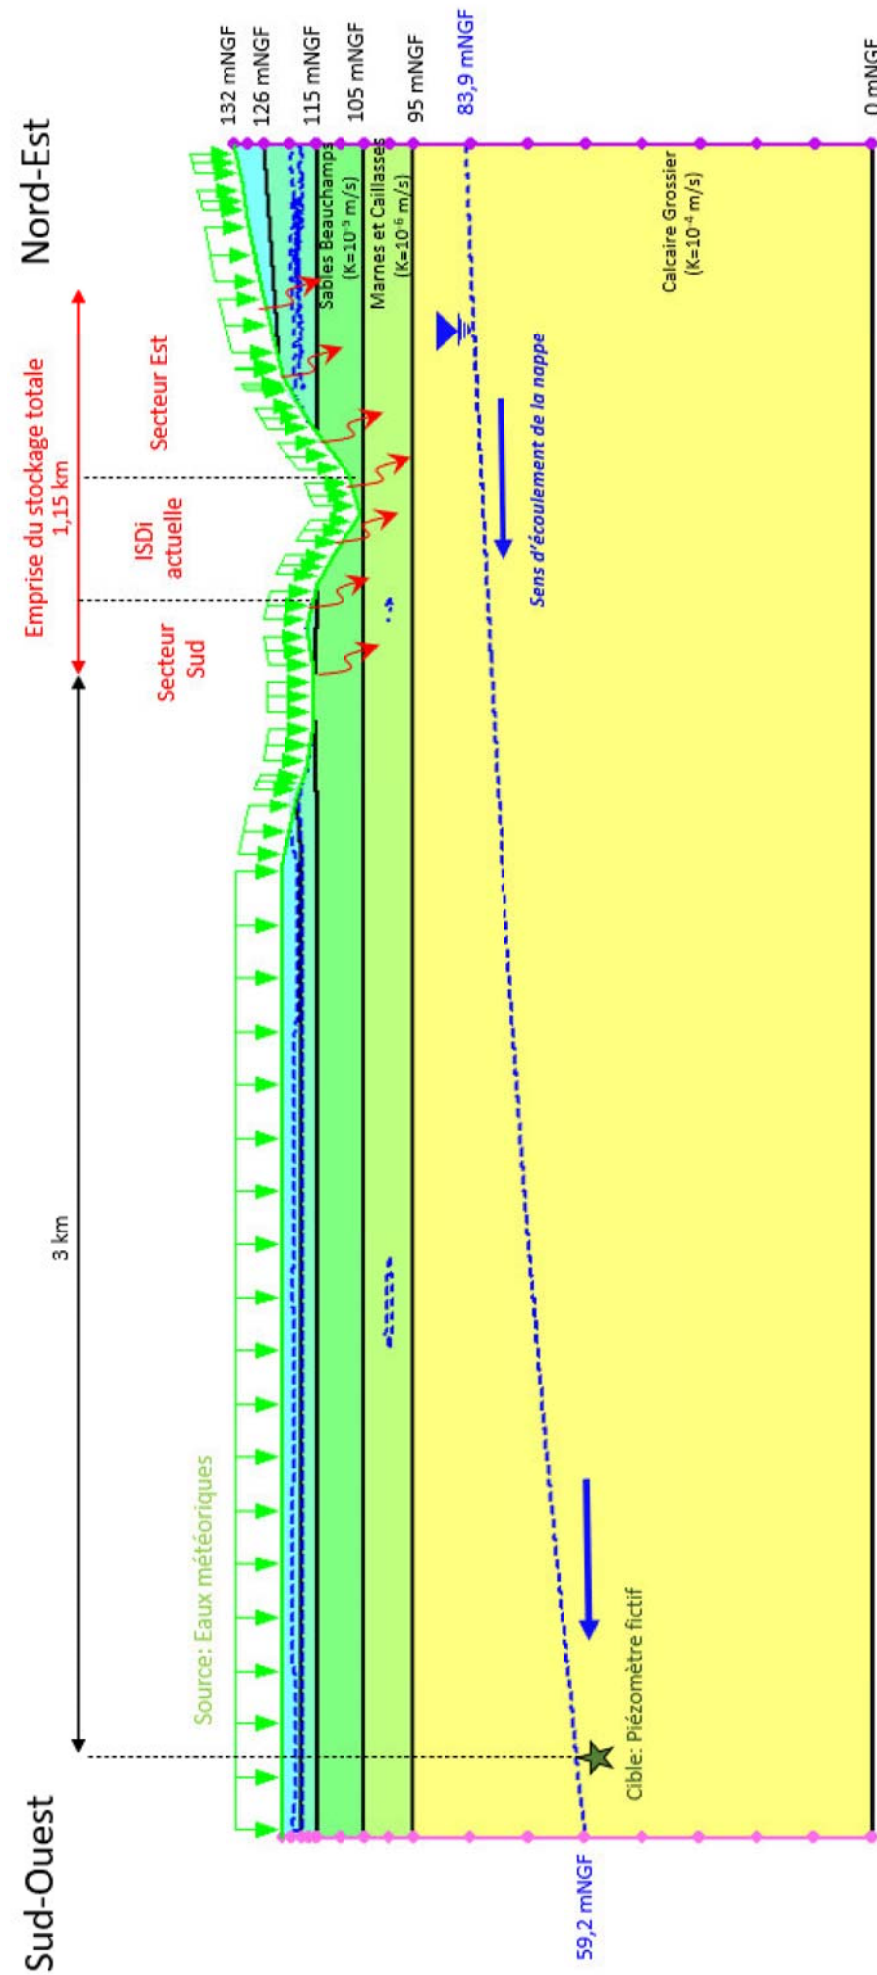 Sud-Ouest
Nord-Est
3 km
Emprise du stockage totale
1,15 km
Secteur
Sud
ISDi
actuelle
Secteur Est
Source: Eaux météoriques
132 mNGF
126 mNGF
115 mNGF
105 mNGF
95 mNGF
83,9 mNGF
0 mNGF
Sables Beauchamps
(K=10⁻⁵ m/s)
Marnes et Caillasses
(K=10⁻⁶ m/s)
Calcaire Grossier
(K=10⁻⁴ m/s)
Sens d'écoulement de la nappe
Cible: Piézomètre fictif
59,2 mNGF